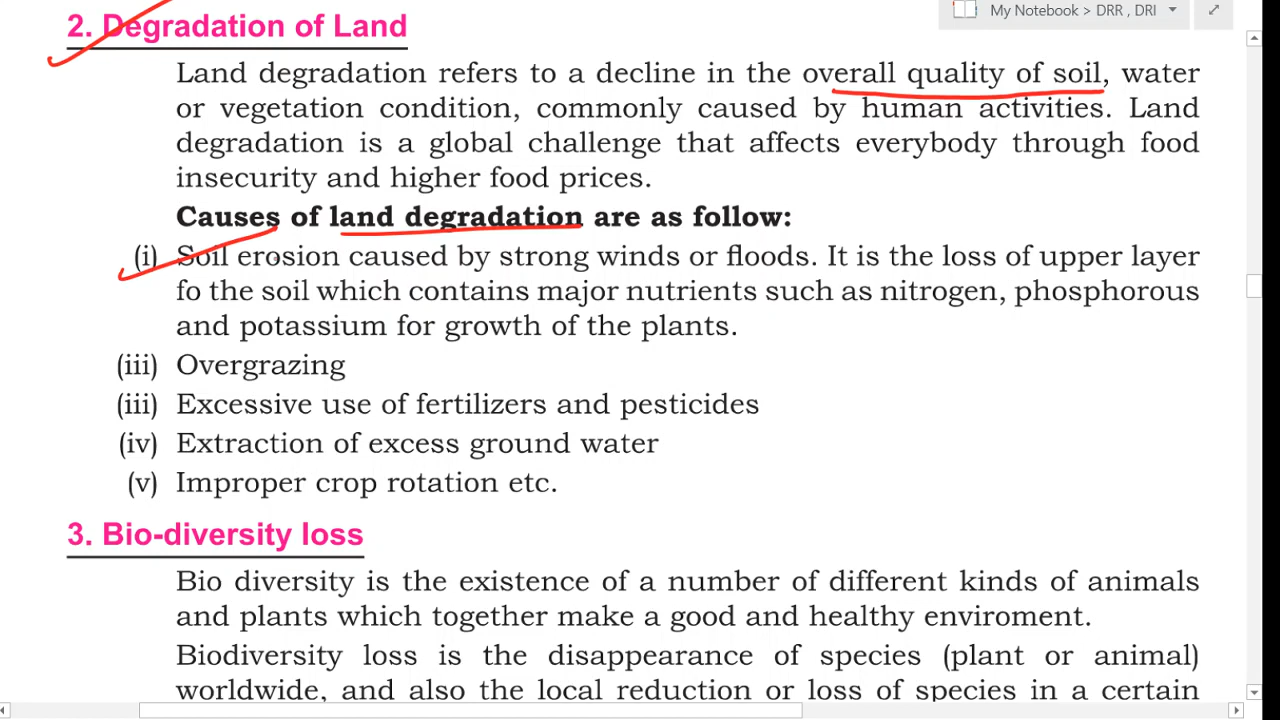 My Notebook > DRR , DRI
2. Degradation of Land
Land degradation refers to a decline in the overall quality of soil, water
or vegetation condition, commonly caused by human activities. Land
degradation is a global challenge that affects everybody through food
insecurity and higher food prices.
Causes of land degradation are as follow:
(i) Soil erosion caused by strong winds or floods. It is the loss of upper layer
fo the soil which contains major nutrients such as nitrogen, phosphorous
and potassium for growth of the plants.
(iii) Overgrazing
(iii) Excessive use of fertilizers and pesticides
(iv) Extraction of excess ground water
(v) Improper crop rotation etc.
3. Bio-diversity loss
Bio diversity is the existence of a number of different kinds of animals
and plants which together make a good and healthy enviroment.
Biodiversity loss is the disappearance of species (plant or animal)
worldwide, and also the local reduction or loss of species in a certain